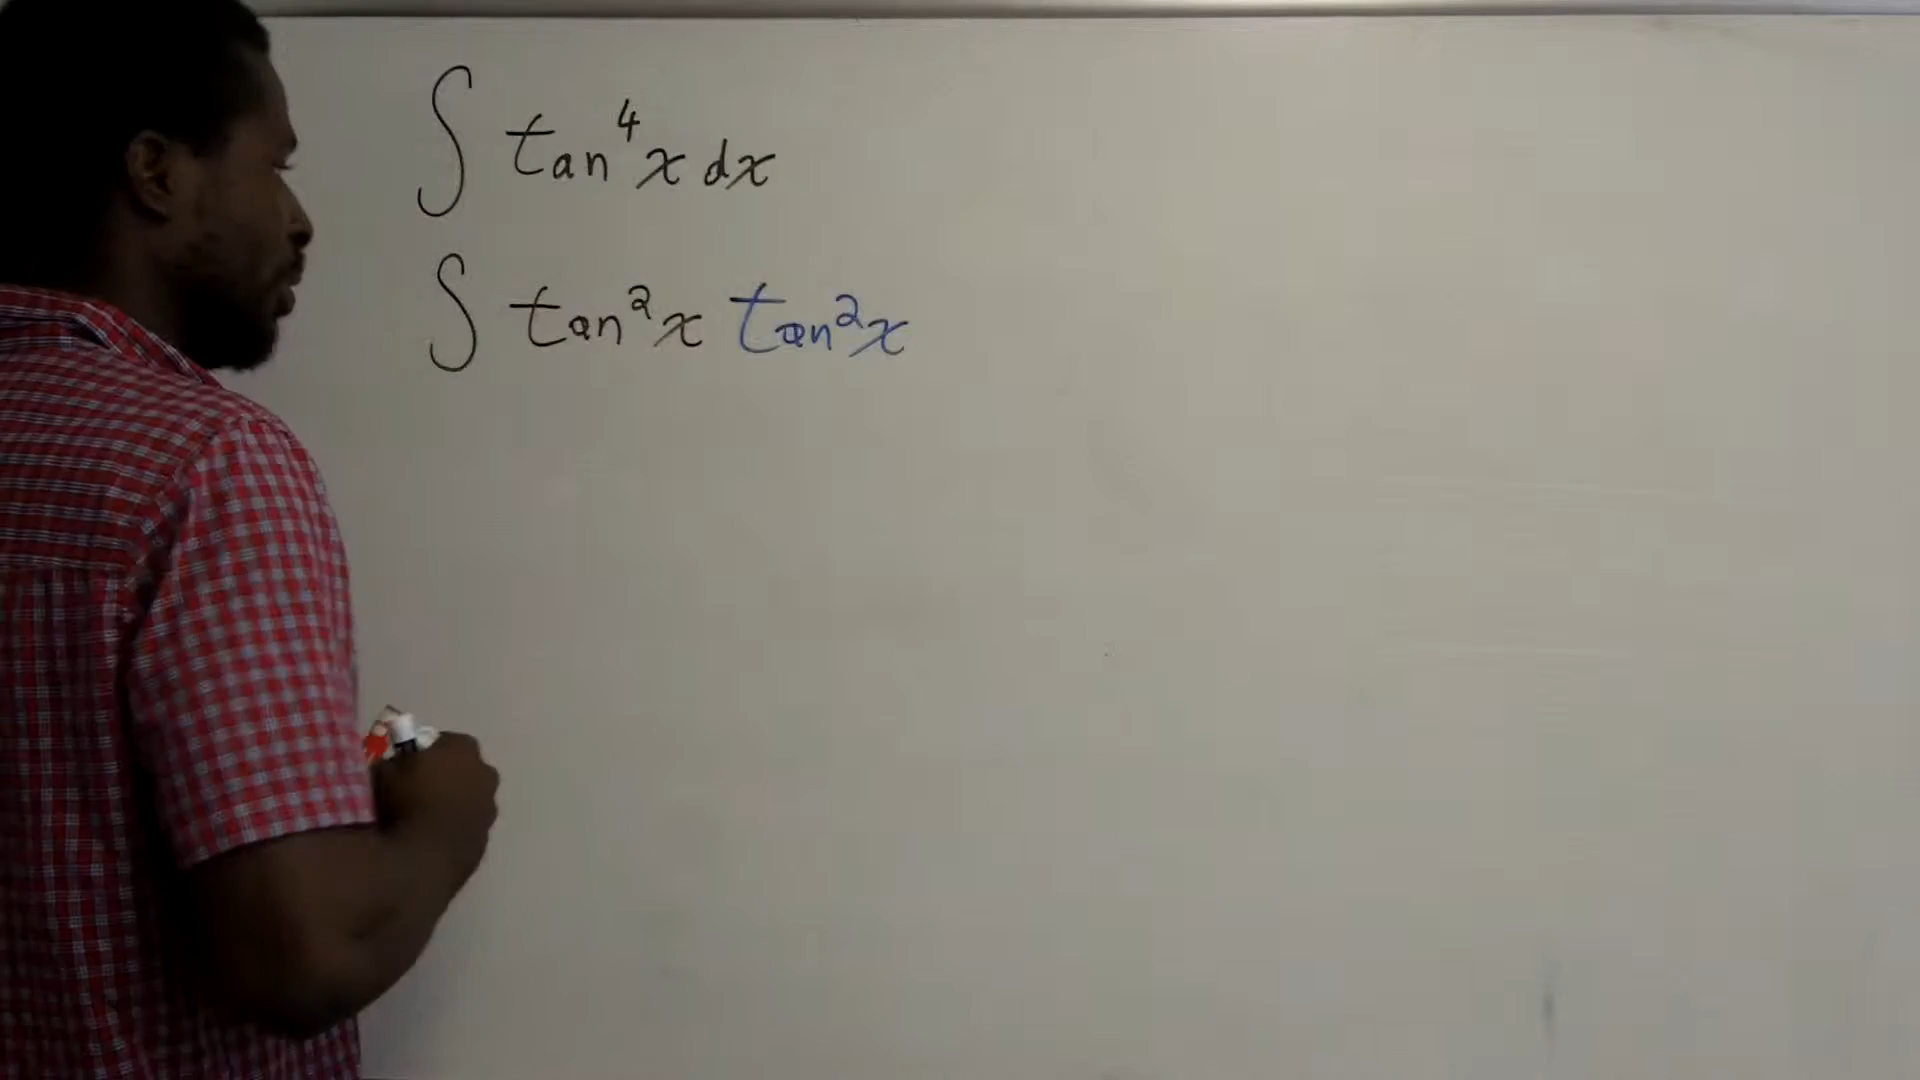 ∫ tan⁴x dx
∫ tan²x tan²x